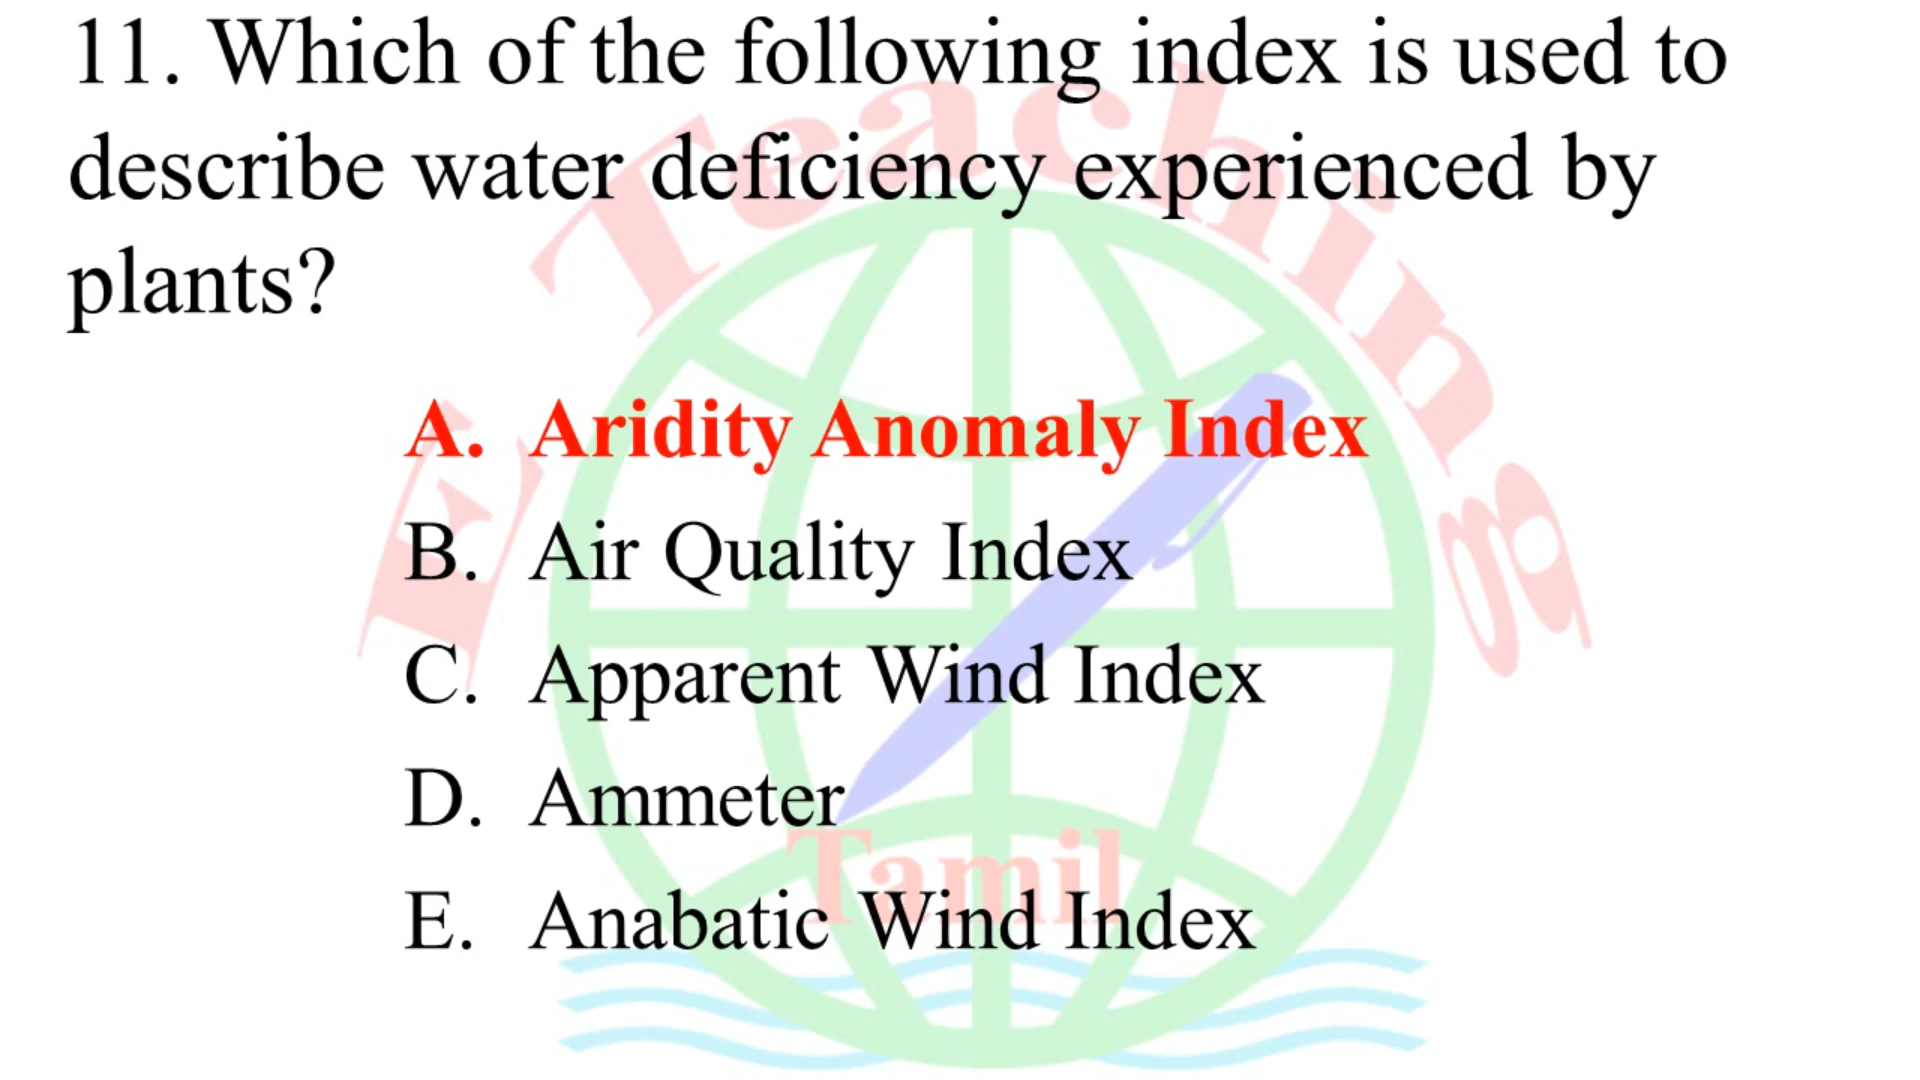 11. Which of the following index is used to
describe water deficiency experienced by
plants?
A. Aridity Anomaly Index
B. Air Quality Index
C. Apparent Wind Index
D. Ammeter
E. Anabatic Wind Index
E Teaching
Tamil